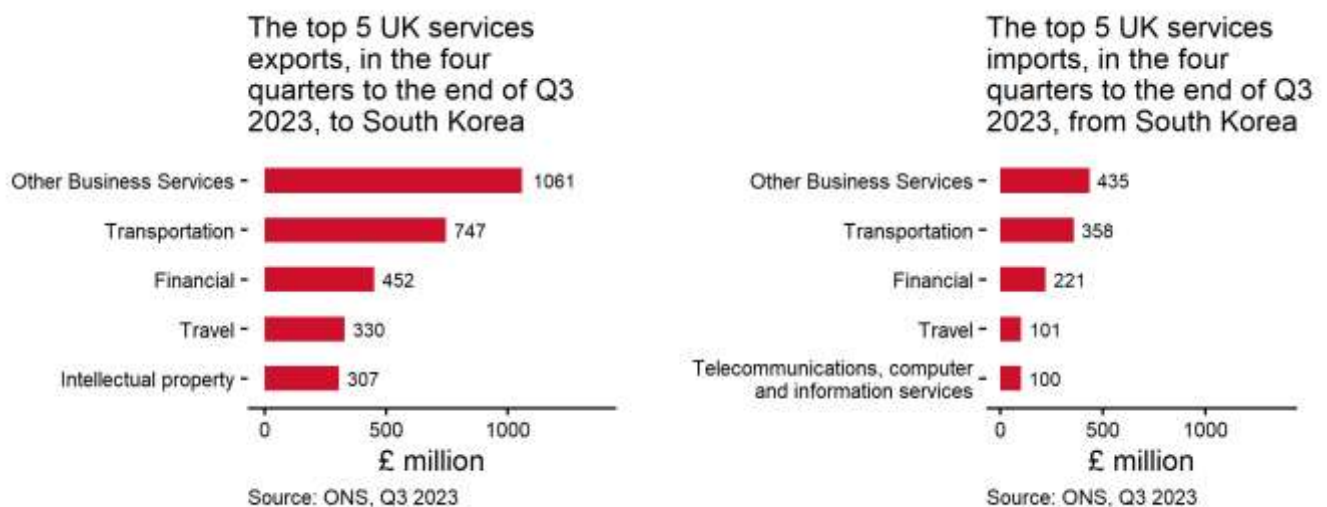 The top 5 UK services
exports, in the four
quarters to the end of Q3
2023, to South Korea
Other Business Services
1061
Transportation
747
Financial
452
Travel
330
Intellectual property
307
0 500 1000
£ million
Source: ONS, Q3 2023
The top 5 UK services
imports, in the four
quarters to the end of Q3
2023, from South Korea
Other Business Services
435
Transportation
358
Financial
221
Travel
101
Telecommunications, computer
and information services
100
0 500 1000
£ million
Source: ONS, Q3 2023